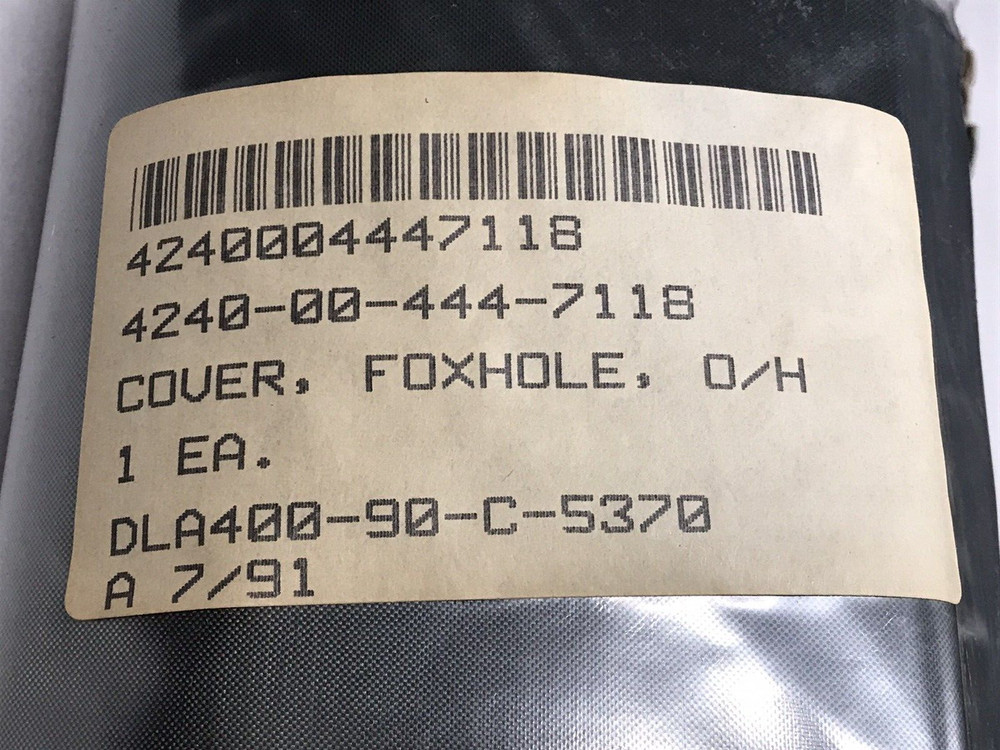 4240004447118
4240-00-444-7118
COVER, FOXHOLE, O/H
1 EA.
DLA400-90-C-5370
A 7/91